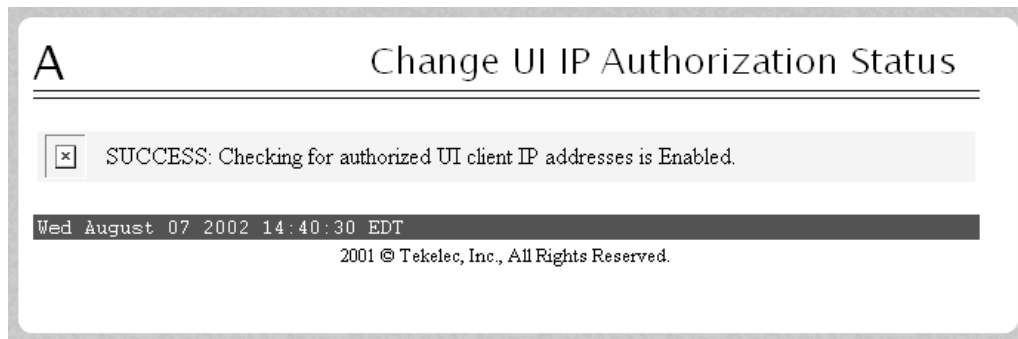 A
Change UI IP Authorization Status
SUCCESS: Checking for authorized UI client IP addresses is Enabled.
Wed August 07 2002 14:40:30 EDT
2001 © Tekelec, Inc., All Rights Reserved.